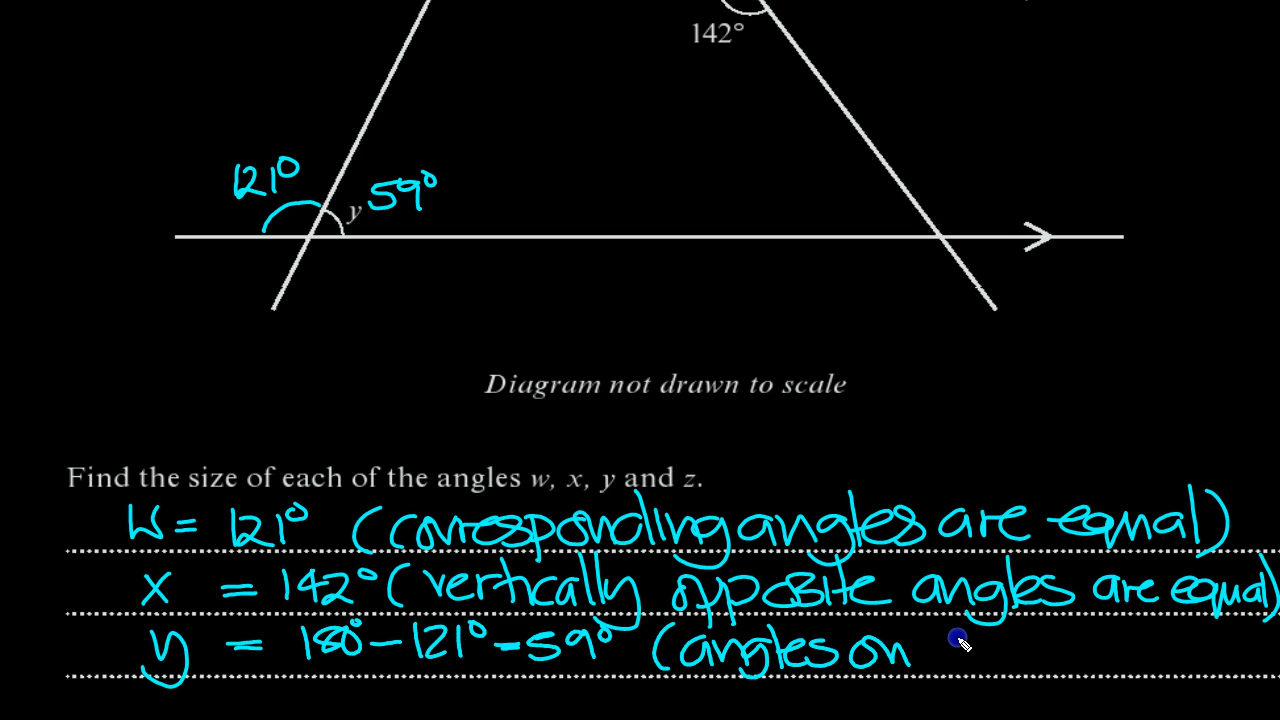 142°
121°
y 59°
Diagram not drawn to scale
Find the size of each of the angles w, x, y and z.
W = 121° (corresponding angles are equal)
x = 142° (vertically opposite angles are equal)
y = 180° - 121° - 59° (angles on